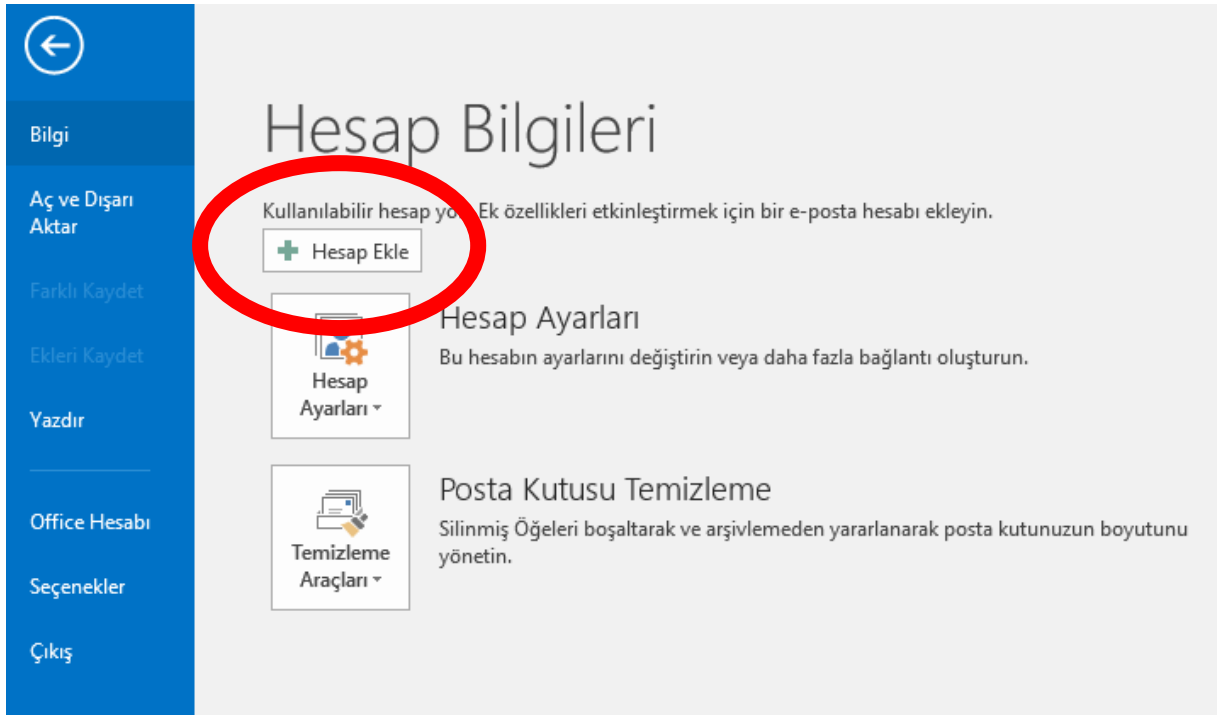 Bilgi
Aç ve Dışarı
Aktar
Farklı Kaydet
Ekleri Kaydet
Yazdır
Office Hesabı
Seçenekler
Çıkış
Hesap Bilgileri
Kullanılabilir hesap Ek özellikleri etkinleştirmek için bir e-posta hesabı ekleyin.
Hesap Ekle
Hesap
Ayarları
Hesap Ayarları
Bu hesabın ayarlarını değiştirin veya daha fazla bağlantı oluşturun.
Temizleme
Araçları
Posta Kutusu Temizleme
Silinmiş Öğeleri boşaltarak ve arşivlemeden yararlanarak posta kutunuzun boyutunu
yönetin.